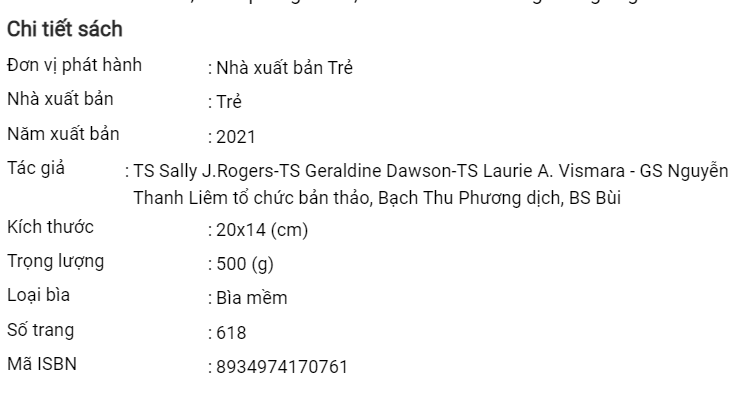 Chi tiết sách
Đơn vị phát hành : Nhà xuất bản Trẻ
Nhà xuất bản : Trẻ
Năm xuất bản : 2021
Tác giả : TS Sally J.Rogers-TS Geraldine Dawson-TS Laurie A. Vismara - GS Nguyễn
Thanh Liêm tổ chức bản thảo, Bạch Thu Phương dịch, BS Bùi
Kích thước : 20x14 (cm)
Trọng lượng : 500 (g)
Loại bìa : Bìa mềm
Số trang : 618
Mã ISBN : 8934974170761